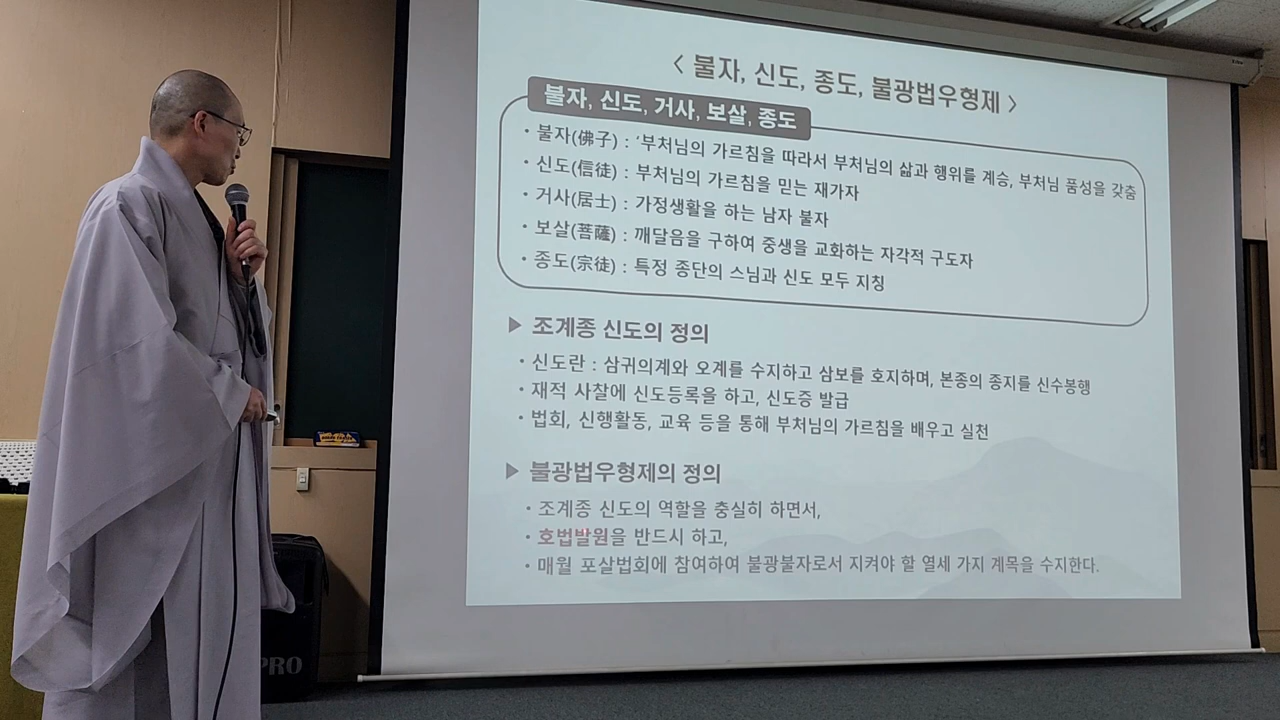 < 불자, 신도, 종도, 불광법우형제 >
불자, 신도, 거사, 보살, 종도
・불자(佛子) : ‘부처님의 가르침을 따라서 부처님의 삶과 행위를 계승, 부처님 품성을 갖춤
・신도(信徒) : 부처님의 가르침을 믿는 재가자
・거사(居士) : 가정생활을 하는 남자 불자
・보살(菩薩) : 깨달음을 구하여 중생을 교화하는 자각적 구도자
・종도(宗徒) : 특정 종단의 스님과 신도 모두 지칭
▶ 조계종 신도의 정의
・신도란 : 삼귀의계와 오계를 수지하고 삼보를 호지하며, 본종의 종지를 신수봉행
・재적 사찰에 신도등록을 하고, 신도증 발급
・법회, 신행활동, 교육 등을 통해 부처님의 가르침을 배우고 실천
▶ 불광법우형제의 정의
・조계종 신도의 역할을 충실히 하면서,
・호법발원을 반드시 하고,
・매월 포살법회에 참여하여 불광불자로서 지켜야 할 열세 가지 계목을 수지한다.
PRO